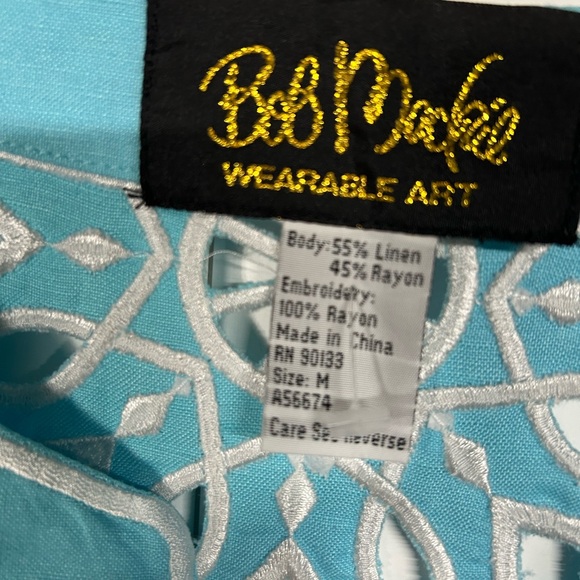 Bob Mackie
WEARABLE ART
Body: 55% Linen
45% Rayon
Embroidery:
100% Rayon
Made in China
RN 90133
Size: M
A56674
Care See Reverse